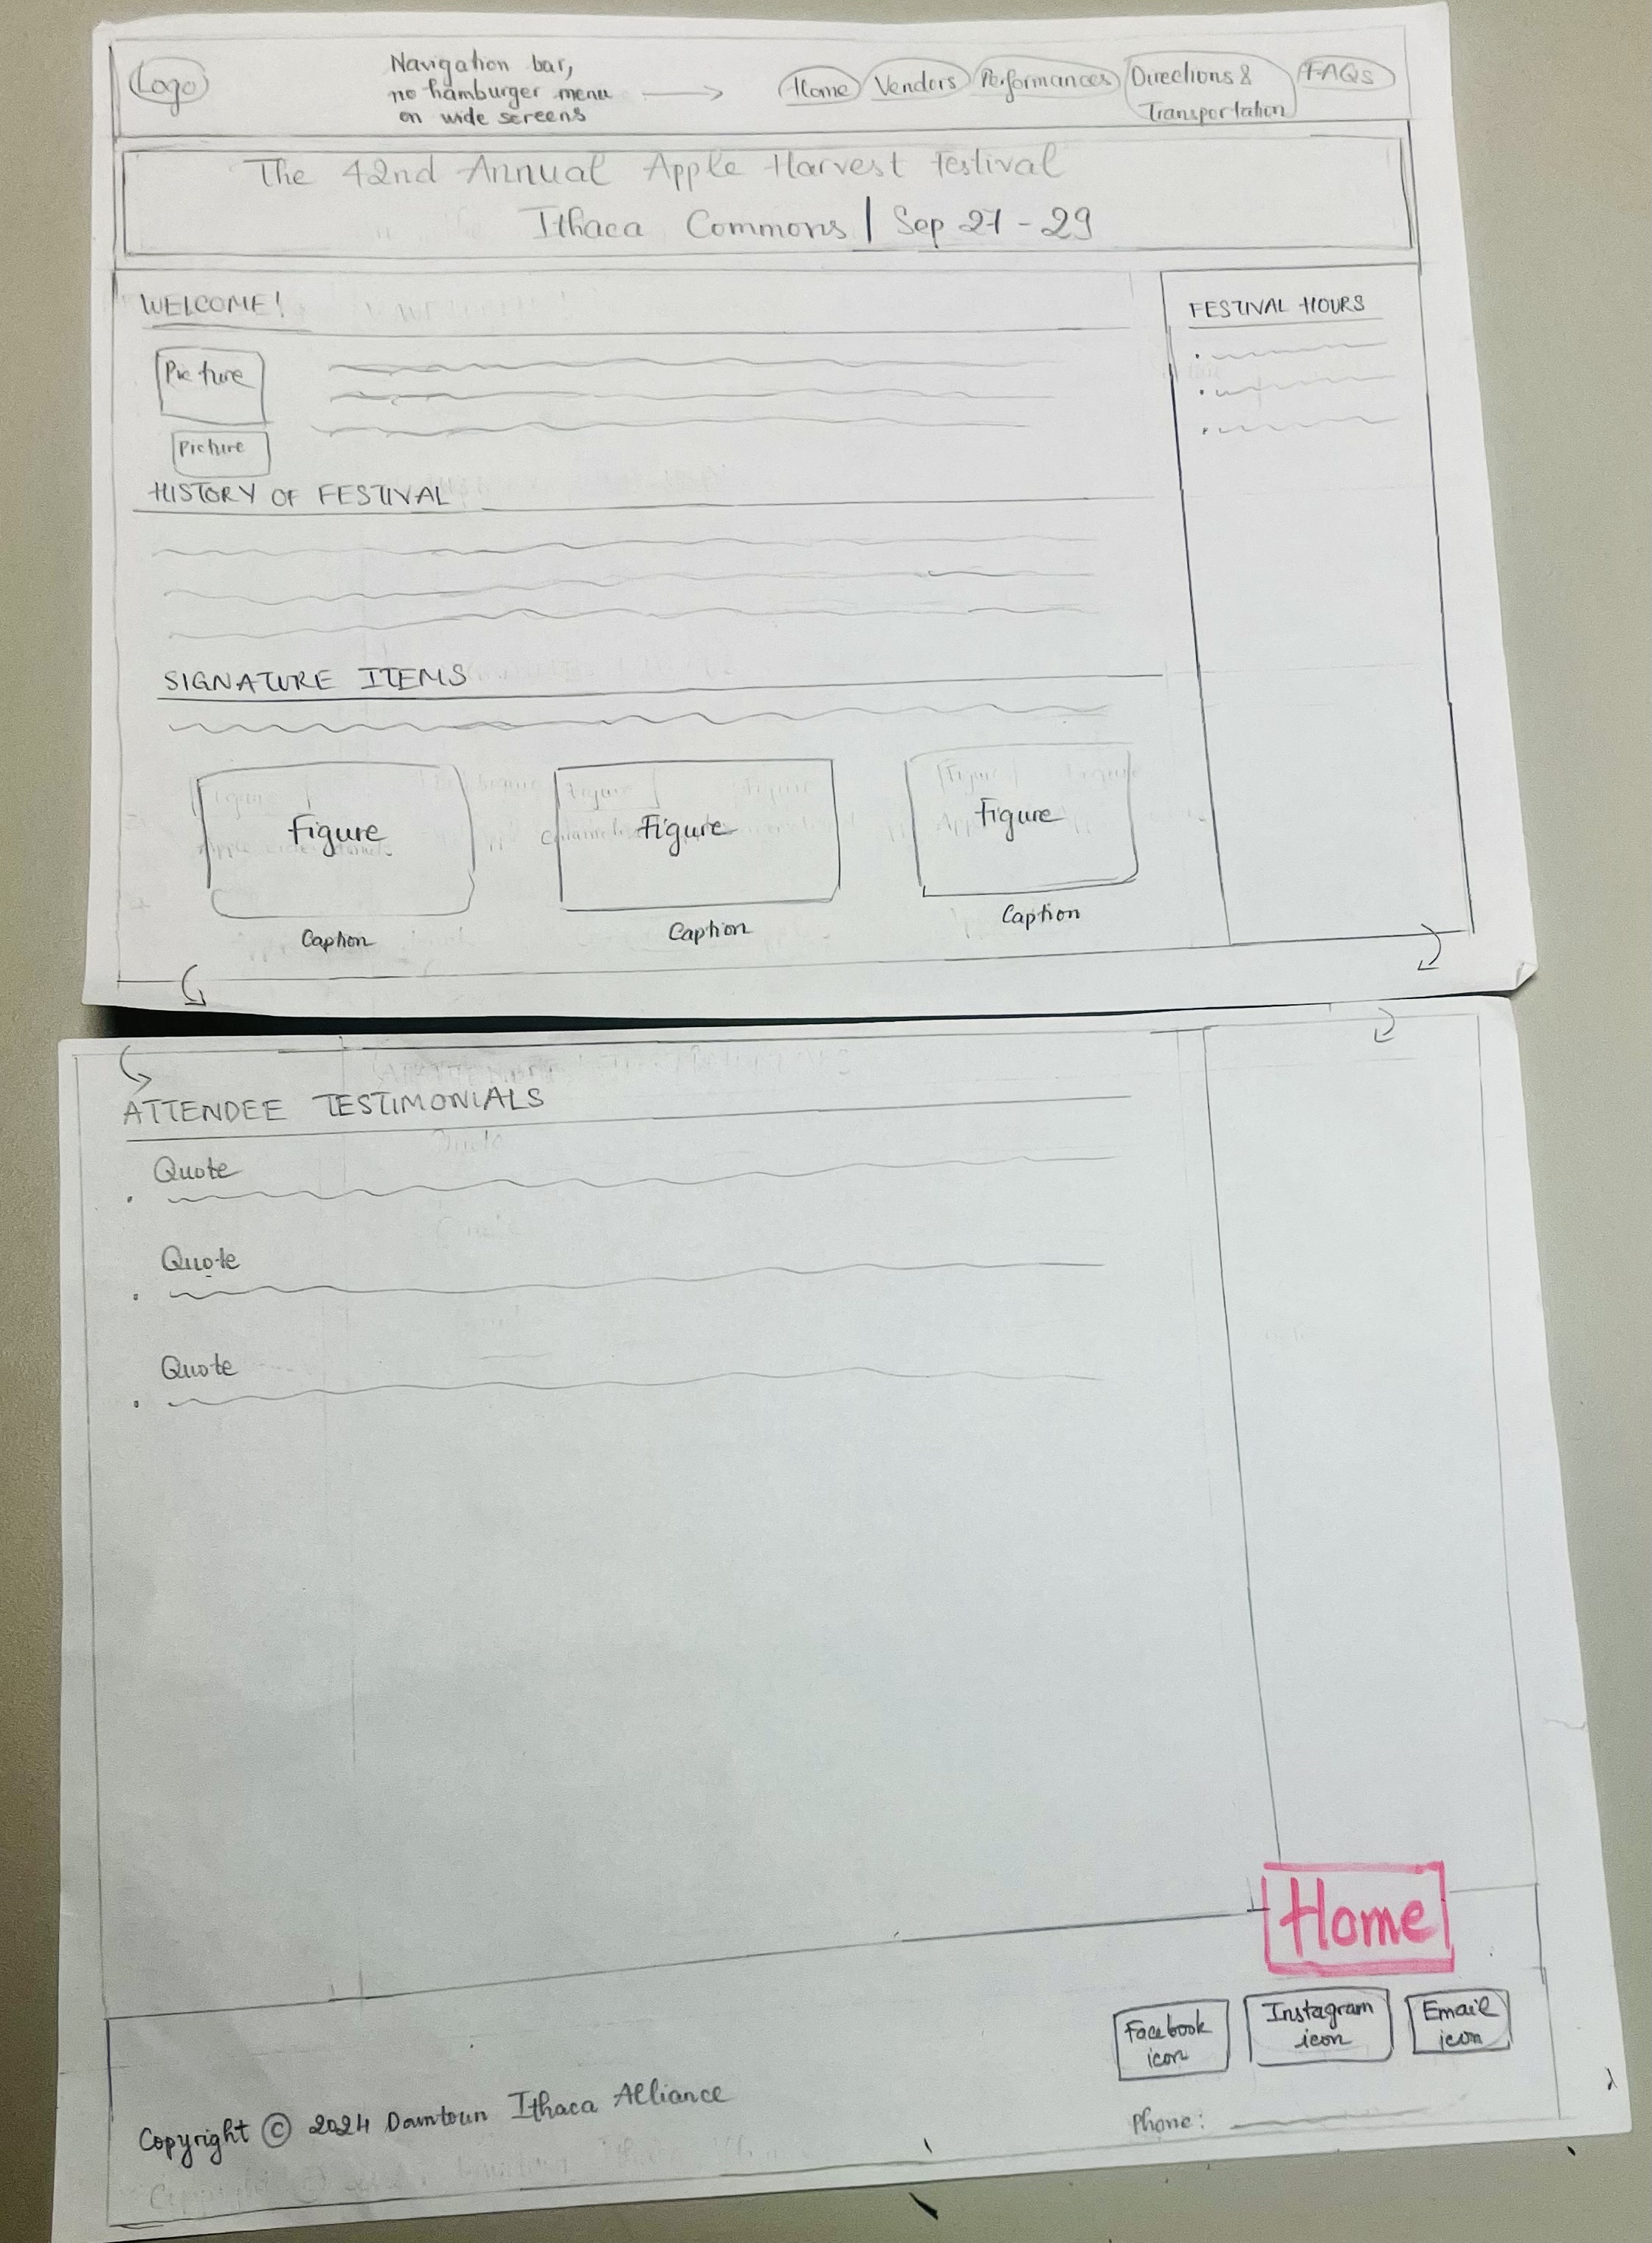 Logo
Navigation bar,
no hamburger menu
on wide screens
Home Vendors Performances Directions &
Transportation
FAQs
The 42nd Annual Apple Harvest Festival
Ithaca Commons | Sep 27-29
WELCOME!
Picture
Picture
HISTORY OF FESTIVAL
SIGNATURE ITEMS
Figure
Caption
Figure
Caption
Figure
Caption
FESTIVAL HOURS
ATTENDEE TESTIMONIALS
Quote
Quote
Quote
Home
Facebook
icon
Instagram
icon
Email
icon
Copyright © 2024 Downtown Ithaca Alliance
Phone: